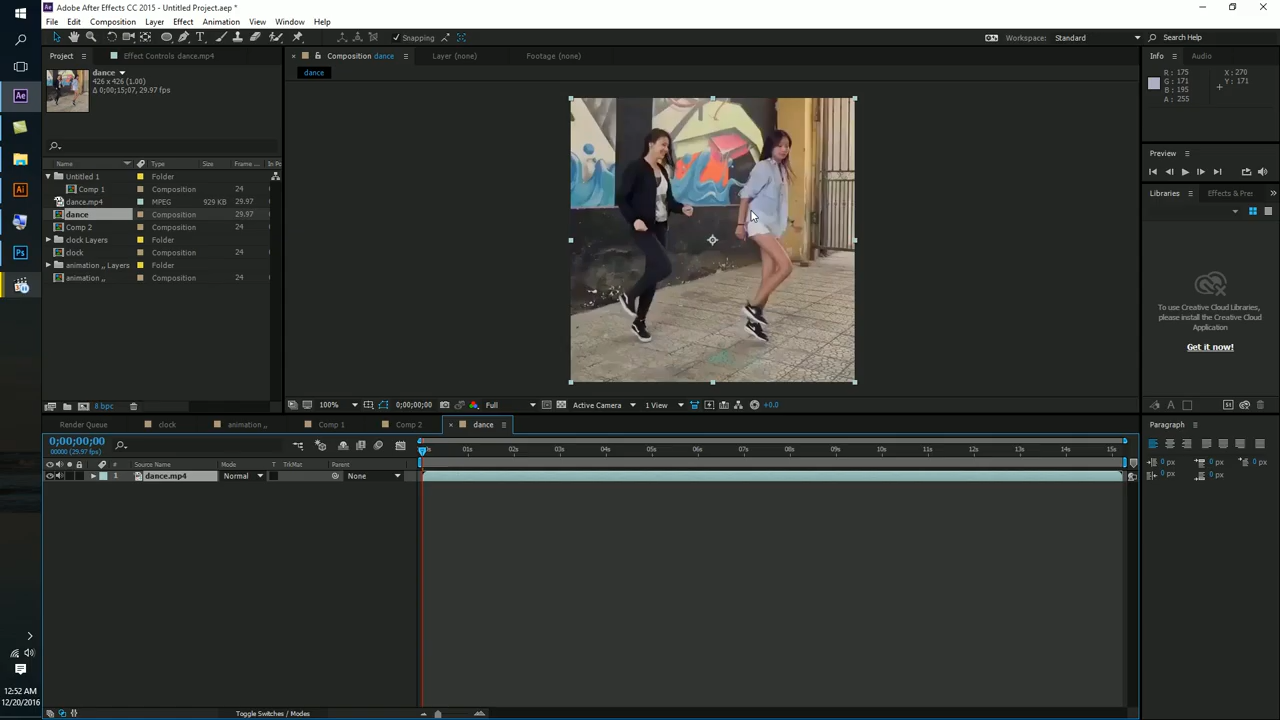 Adobe After Effects CC 2015 - Untitled Project.aep *
File Edit Composition Layer Effect Animation View Window Help
Snapping
Workspace: Standard
Search Help
Project
Effect Controls dance.mp4
Composition dance
Layer (none)
Footage (none)
Info
Audio
dance
426 x 426 (1.00)
Δ 0;00;15;07, 29.97 fps
dance
R : 175
G : 171
B : 195
A : 255
X : 270
Y : 171
Preview
Libraries
Effects & Pres
Name Type Size Frame ... In Po
Untitled 1 Folder
Comp 1 Composition 24
dance.mp4 MPEG 929 KB 29.97
dance Composition 29.97
Comp 2 Composition 24
clock Layers Folder
clock Composition 24
animation ,, Layers Folder
animation ,, Composition 24
To use Creative Cloud Libraries,
please install the Creative Cloud
Application
Get it now!
8 bpc
100%
0;00;00;00
Full
Active Camera
1 View
+0.0
Render Queue
clock
animation ,,
Comp 1
Comp 2
dance
Paragraph
0;00;00;00
00000 (29.97 fps)
01s 02s 03s 04s 05s 06s 07s 08s 09s 10s 11s 12s 13s 14s 15s
# Source Name Mode T TrkMat Parent
1 dance.mp4 Normal None
0 px 0 px 0 px
0 px 0 px
12:52 AM
12/20/2016
Toggle Switches / Modes